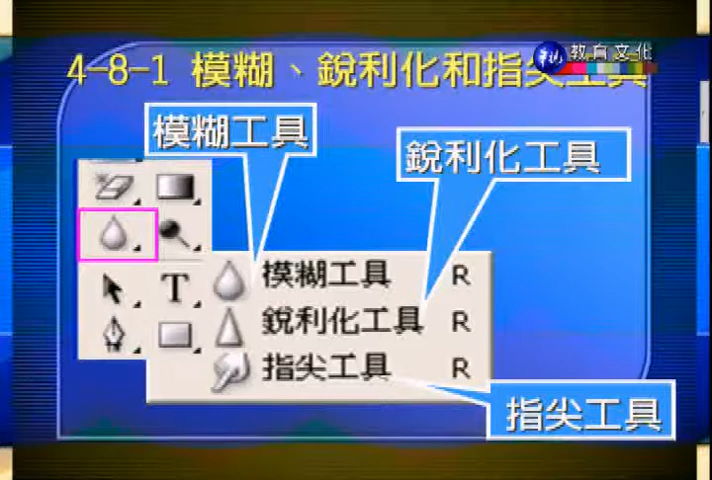 4-8-1 模糊、銳利化和指尖工具
教育文化
模糊工具
銳利化工具
T
模糊工具 R
銳利化工具 R
指尖工具 R
指尖工具